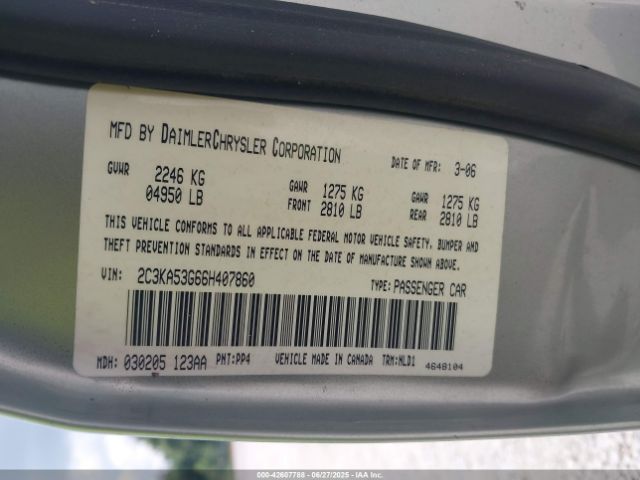 MFD BY DAIMLERCHRYSLER CORPORATION
DATE OF MFR: 3-06
GVWR 2246 KG 04950 LB
GAWR FRONT 1275 KG 2810 LB
GAWR REAR 1275 KG 2810 LB
THIS VEHICLE CONFORMS TO ALL APPLICABLE FEDERAL MOTOR VEHICLE SAFETY, BUMPER AND
THEFT PREVENTION STANDARDS IN EFFECT ON THE DATE OF MANUFACTURE SHOWN ABOVE.
VIN: 2C3KA53G66H407860 TYPE: PASSENGER CAR
MDH: 030205 123AA PNT: PP4 VEHICLE MADE IN CANADA TRM: NLD1 4648104
000-42607788 - 06/27/2025 - IAA Inc.